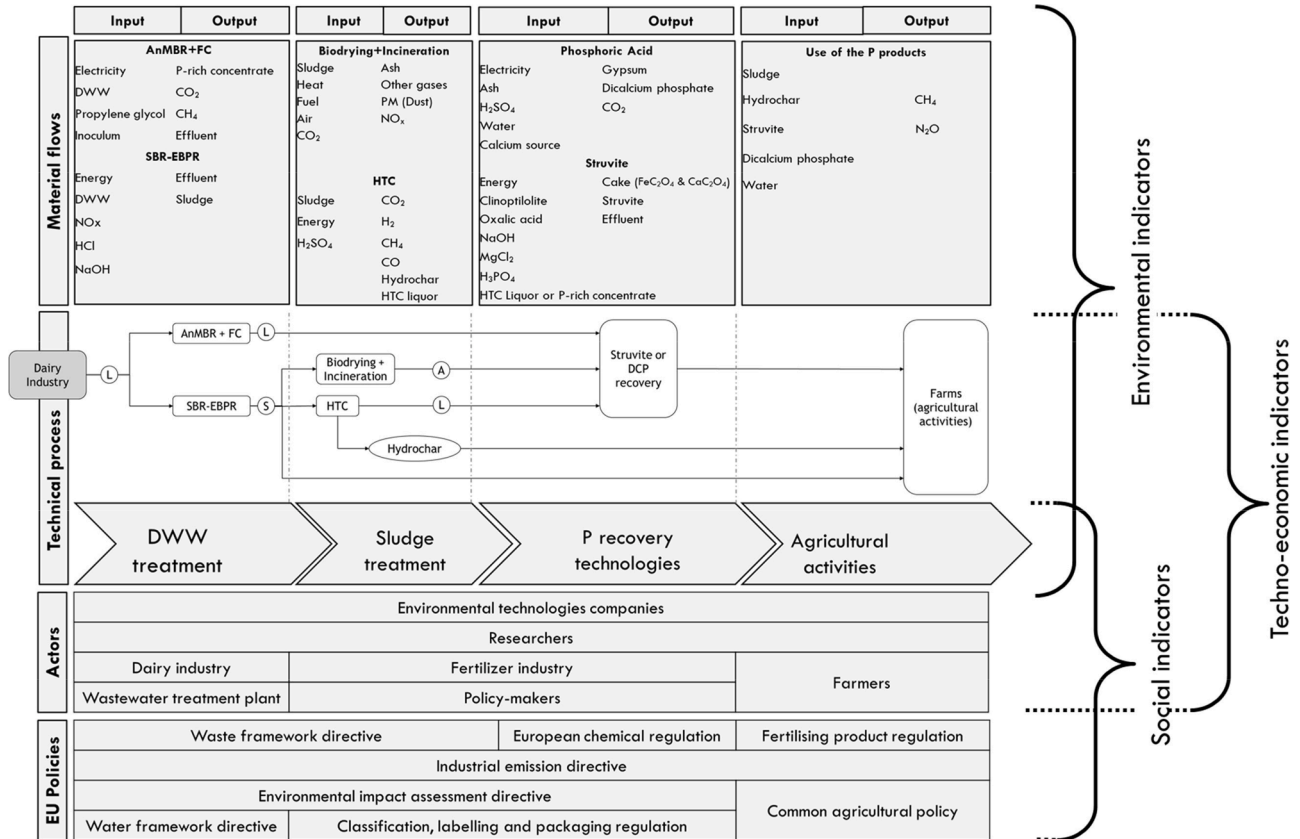 Input
Output
Input
Output
Input
Output
Input
Output
Material flows
AnMBR+FC
Electricity
P-rich concentrate
DWW
CO₂
Propylene glycol
CH₄
Inoculum
Effluent
SBR-EBPR
Energy
Effluent
DWW
Sludge
NOx
HCl
NaOH
Biodrying+Incineration
Sludge
Ash
Heat
Other gases
Fuel
PM (Dust)
Air
NOₓ
CO₂
HTC
Sludge
CO₂
Energy
H₂
H₂SO₄
CH₄
CO
Hydrochar
HTC liquor
Phosphoric Acid
Electricity
Gypsum
Ash
Dicalcium phosphate
H₂SO₄
CO₂
Water
Calcium source
Struvite
Energy
Cake (FeC₂O₄ & CaC₂O₄)
Clinoptilolite
Struvite
Oxalic acid
Effluent
NaOH
MgCl₂
H₃PO₄
HTC Liquor or P-rich concentrate
Use of the P products
Sludge
Hydrochar
CH₄
Struvite
N₂O
Dicalcium phosphate
Water
Technical process
Dairy
Industry
L
AnMBR + FC
L
SBR-EBPR
S
Biodrying +
Incineration
A
HTC
L
Hydrochar
Struvite or
DCP
recovery
Farms
(agricultural
activities)
DWW
treatment
Sludge
treatment
P recovery
technologies
Agricultural
activities
Actors
Environmental technologies companies
Researchers
Dairy industry
Fertilizer industry
Farmers
Wastewater treatment plant
Policy-makers
EU Policies
Waste framework directive
European chemical regulation
Fertilising product regulation
Industrial emission directive
Environmental impact assessment directive
Common agricultural policy
Water framework directive
Classification, labelling and packaging regulation
Environmental indicators
Social indicators
Techno-economic indicators